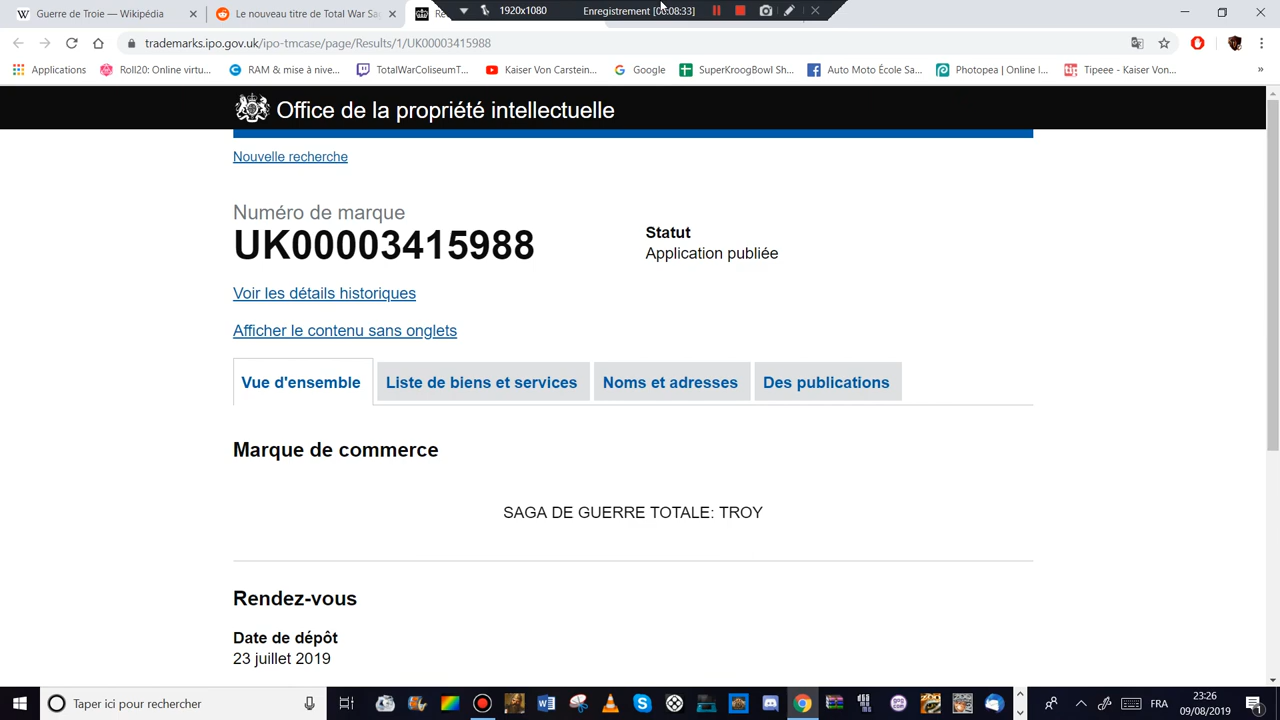 Guerre de Troie — Wikipédi
Le nouveau titre de Total War Sa
1920x1080
Enregistrement [00:08:33]
trademarks.ipo.gov.uk/ipo-tmcase/page/Results/1/UK00003415988
Applications
Roll20: Online virtu...
RAM & mise à nive...
TotalWarColiseumT...
Kaiser Von Carstein...
Google
SuperKroogBowl Sh...
Auto Moto École Sa...
Photopea | Online I...
Tipeee - Kaiser Von...
»
Office de la propriété intellectuelle
Nouvelle recherche
Numéro de marque
UK00003415988
Statut
Application publiée
Voir les détails historiques
Afficher le contenu sans onglets
Vue d'ensemble
Liste de biens et services
Noms et adresses
Des publications
Marque de commerce
SAGA DE GUERRE TOTALE: TROY
Rendez-vous
Date de dépôt
23 juillet 2019
Taper ici pour rechercher
FRA
23:26
09/08/2019